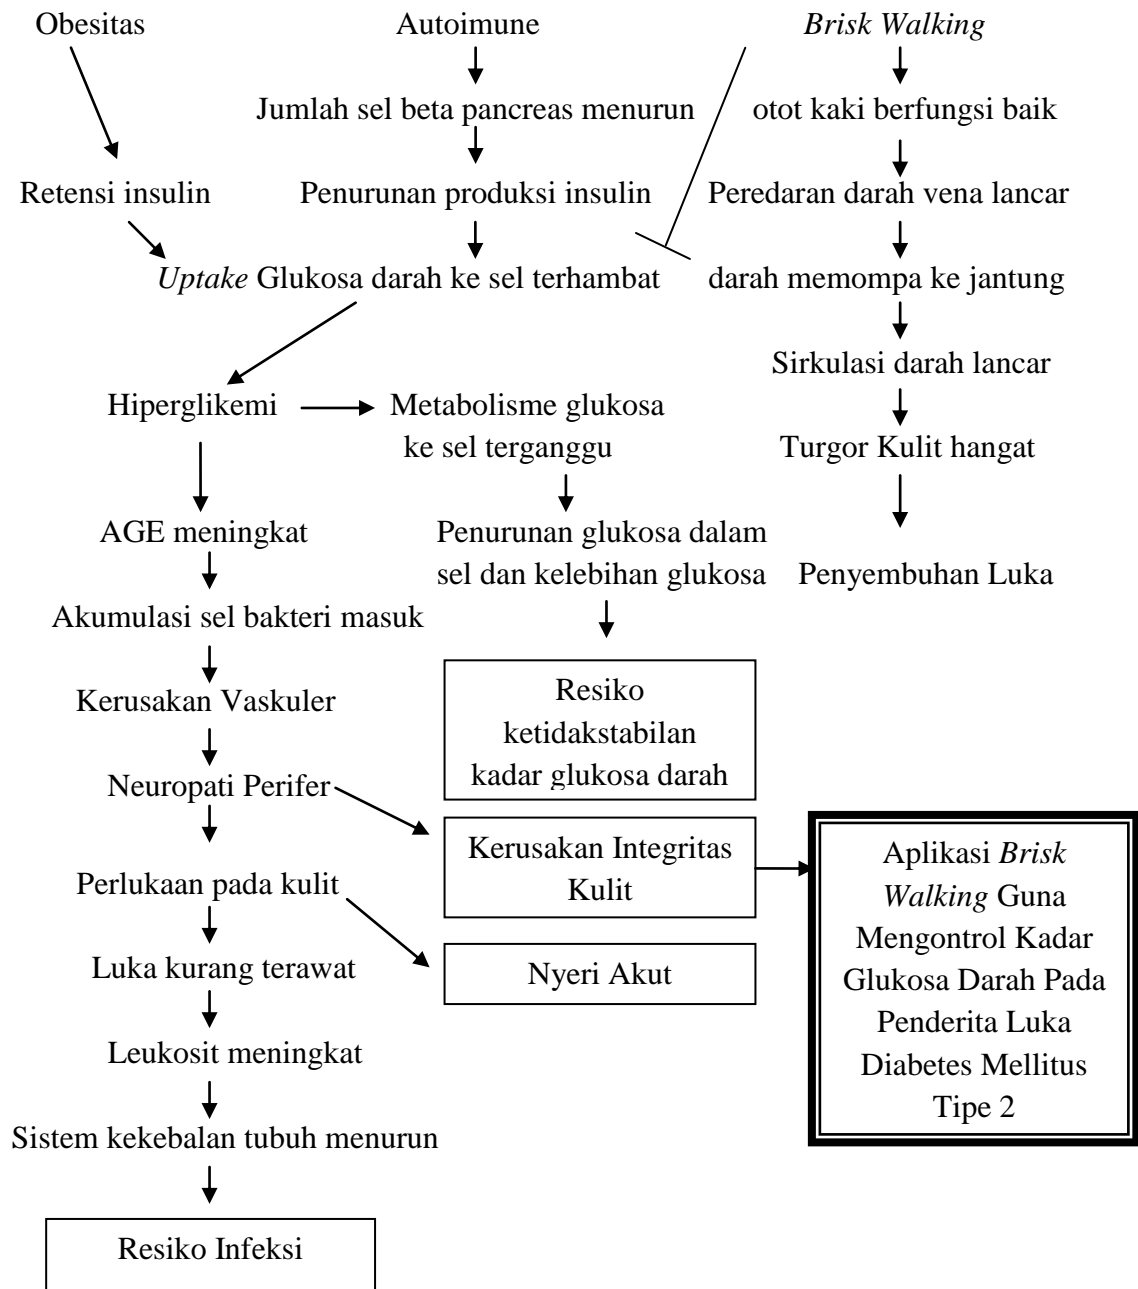 Obesitas
Autoimune
Brisk Walking
Jumlah sel beta pancreas menurun
otot kaki berfungsi baik
Retensi insulin
Penurunan produksi insulin
Peredaran darah vena lancar
Uptake Glukosa darah ke sel terhambat
darah memompa ke jantung
Sirkulasi darah lancar
Hiperglikemi
Metabolisme glukosa
ke sel terganggu
Turgor Kulit hangat
AGE meningkat
Penurunan glukosa dalam
sel dan kelebihan glukosa
Penyembuhan Luka
Akumulasi sel bakteri masuk
Kerusakan Vaskuler
Resiko
ketidakstabilan
kadar glukosa darah
Neuropati Perifer
Kerusakan Integritas
Kulit
Aplikasi Brisk
Walking Guna
Mengontrol Kadar
Glukosa Darah Pada
Penderita Luka
Diabetes Mellitus
Tipe 2
Perlukaan pada kulit
Luka kurang terawat
Nyeri Akut
Leukosit meningkat
Sistem kekebalan tubuh menurun
Resiko Infeksi